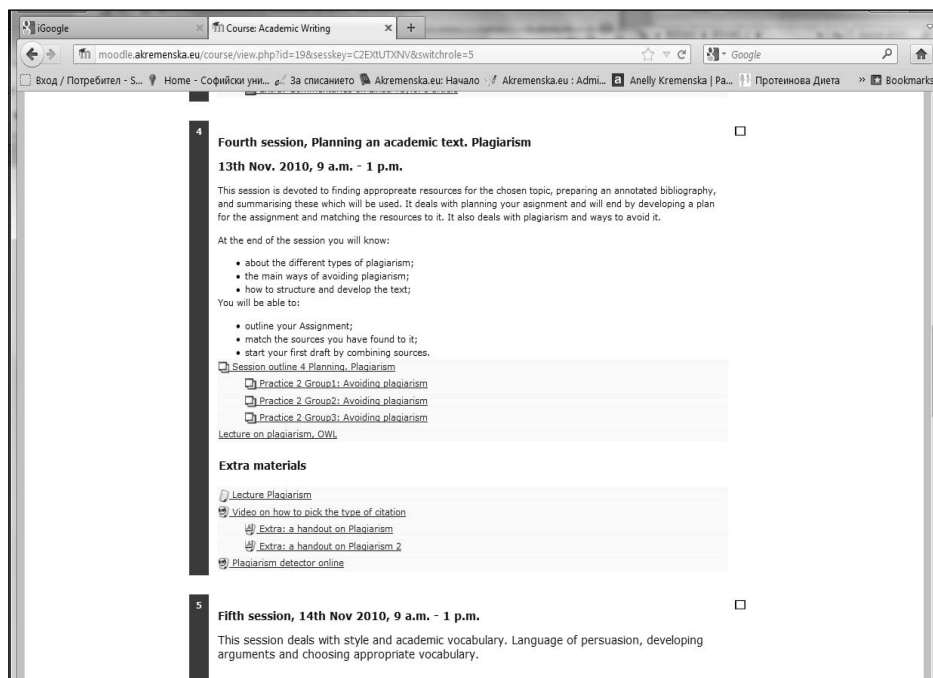 iGoogle
Course: Academic Writing
moodle.akremenska.eu/course/view.php?id=19&sesskey=C2EXtUTXNV&switchrole=5
Google
Вход / Потребител - S...
Home - Софийски уни...
За списанието
Akremenska.eu: Начало
Akremenska.eu : Admi...
Anelly Kremenska | Pa...
Протеинова Диета
» Bookmarks
4
Fourth session, Planning an academic text. Plagiarism
13th Nov. 2010, 9 a.m. - 1 p.m.
This session is devoted to finding appropreate resources for the chosen topic, preparing an annotated bibliography,
and summarising these which will be used. It deals with planning your asignment and will end by developing a plan
for the assignment and matching the resources to it. It also deals with plagiarism and ways to avoid it.
At the end of the session you will know:
• about the different types of plagiarism;
• the main ways of avoiding plagiarism;
• how to structure and develop the text;
You will be able to:
• outline your Assignment;
• match the sources you have found to it;
• start your first draft by combining sources.
Session outline 4 Planning. Plagiarism
Practice 2 Group1: Avoiding plagiarism
Practice 2 Group2: Avoiding plagiarism
Practice 2 Group3: Avoiding plagiarism
Lecture on plagiarism, OWL
Extra materials
Lecture Plagiarism
Video on how to pick the type of citation
Extra: a handout on Plagiarism
Extra: a handout on Plagiarism 2
Plagiarism detector online
5
Fifth session, 14th Nov 2010, 9 a.m. - 1 p.m.
This session deals with style and academic vocabulary. Language of persuasion, developing
arguments and choosing appropriate vocabulary.